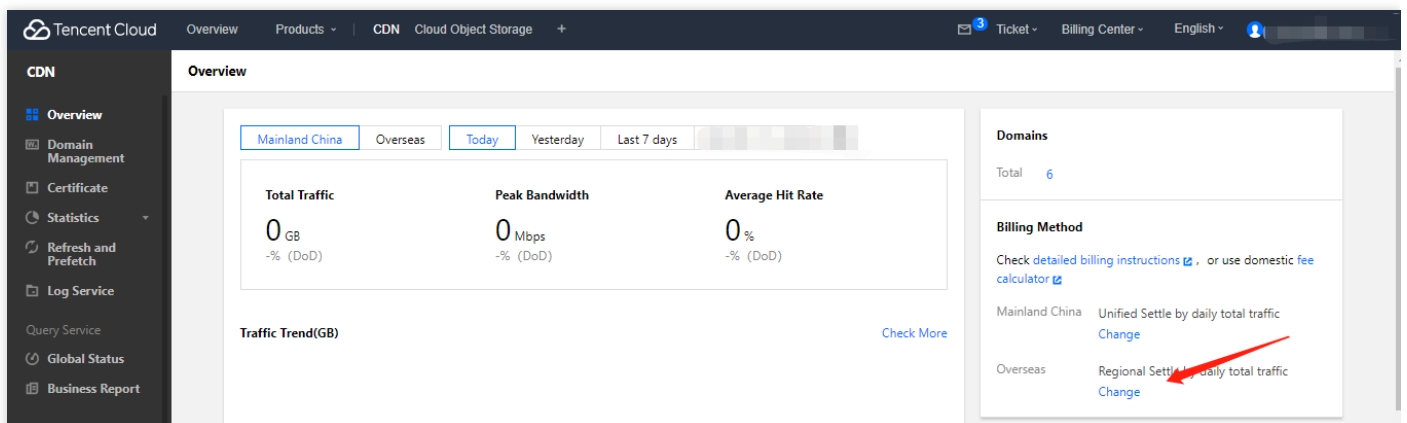 Tencent Cloud Overview Products CDN Cloud Object Storage + 3 Ticket Billing Center English
CDN
Overview
Overview
Domain
Management
Certificate
Statistics
Refresh and
Prefetch
Log Service
Query Service
Global Status
Business Report
Mainland China Overseas Today Yesterday Last 7 days
Total Traffic Peak Bandwidth Average Hit Rate
0 GB 0 Mbps 0 %
-% (DoD) -% (DoD) -% (DoD)
Traffic Trend(GB) Check More
Domains
Total 6
Billing Method
Check detailed billing instructions , or use domestic fee
calculator
Mainland China Unified Settle by daily total traffic
Change
Overseas Regional Settle by daily total traffic
Change